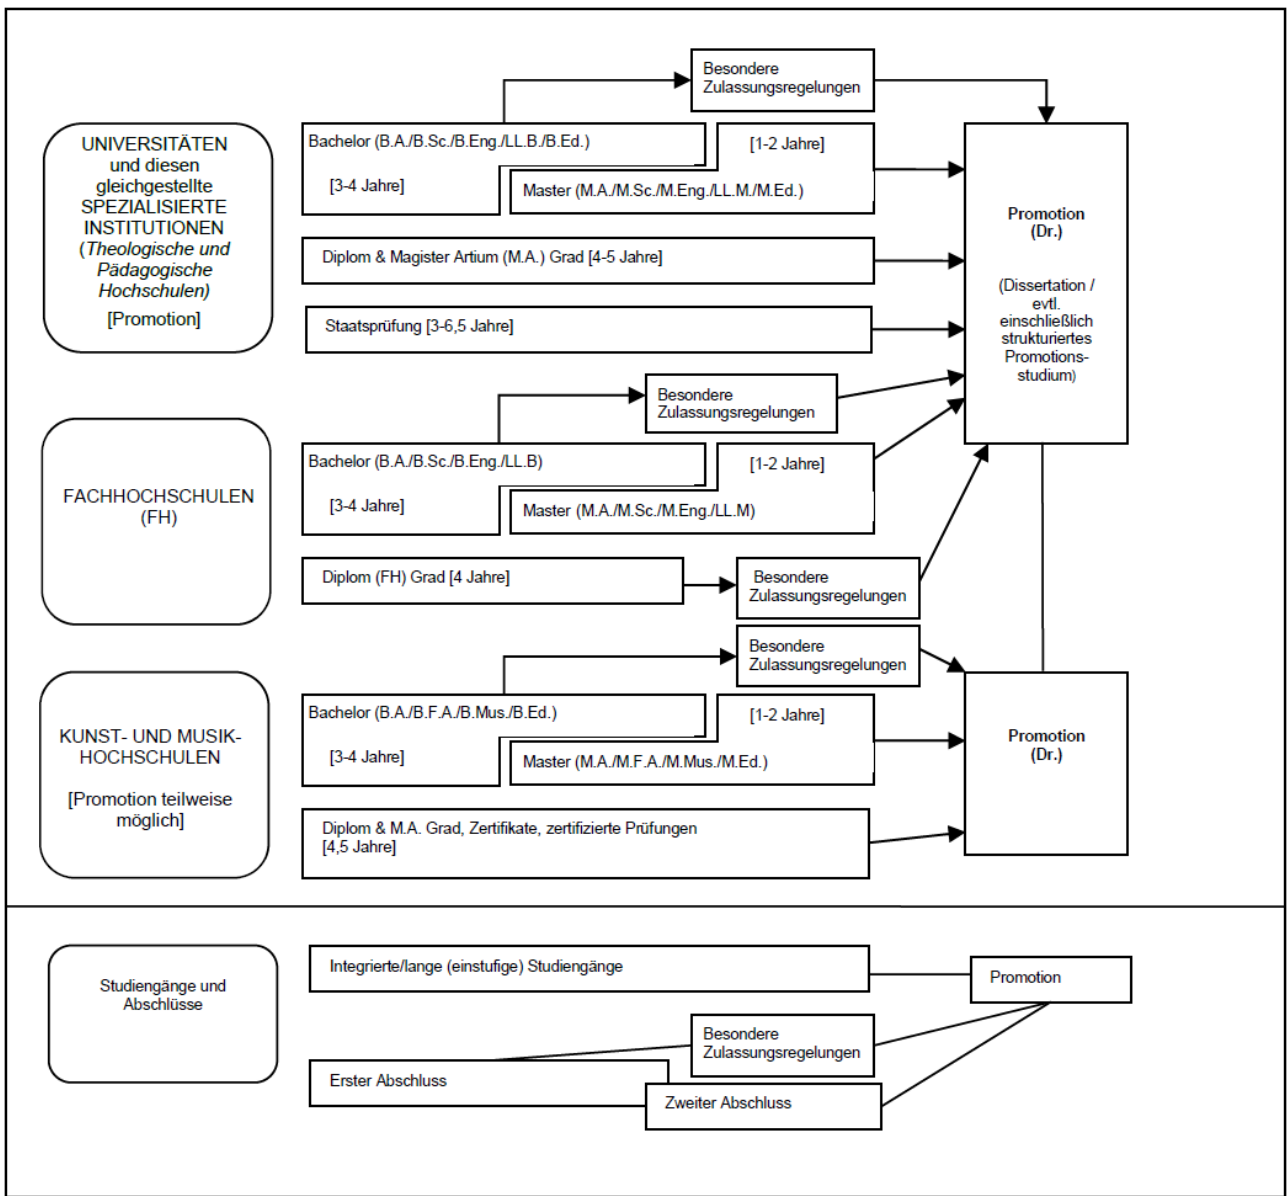 Besondere
Zulassungsregelungen
UNIVERSITÄTEN
und diesen
gleichgestellte
SPEZIALISIERTE
INSTITUTIONEN
(Theologische und
Pädagogische
Hochschulen)
[Promotion]
Bachelor (B.A./B.Sc./B.Eng./LL.B./B.Ed.)
[3-4 Jahre]
[1-2 Jahre]
Master (M.A./M.Sc./M.Eng./LL.M./M.Ed.)
Diplom & Magister Artium (M.A.) Grad [4-5 Jahre]
Staatsprüfung [3-6,5 Jahre]
Promotion
(Dr.)
(Dissertation /
evtl.
einschließlich
strukturiertes
Promotions-
studium)
FACHHOCHSCHULEN
(FH)
Besondere
Zulassungsregelungen
Bachelor (B.A./B.Sc./B.Eng./LL.B)
[3-4 Jahre]
[1-2 Jahre]
Master (M.A./M.Sc./M.Eng./LL.M)
Diplom (FH) Grad [4 Jahre]
Besondere
Zulassungsregelungen
KUNST- UND MUSIK-
HOCHSCHULEN
[Promotion teilweise
möglich]
Besondere
Zulassungsregelungen
Bachelor (B.A./B.F.A./B.Mus./B.Ed.)
[3-4 Jahre]
[1-2 Jahre]
Master (M.A./M.F.A./M.Mus./M.Ed.)
Diplom & M.A. Grad, Zertifikate, zertifizierte Prüfungen
[4,5 Jahre]
Promotion
(Dr.)
Studiengänge und
Abschlüsse
Integrierte/lange (einstufige) Studiengänge
Promotion
Besondere
Zulassungsregelungen
Erster Abschluss
Zweiter Abschluss